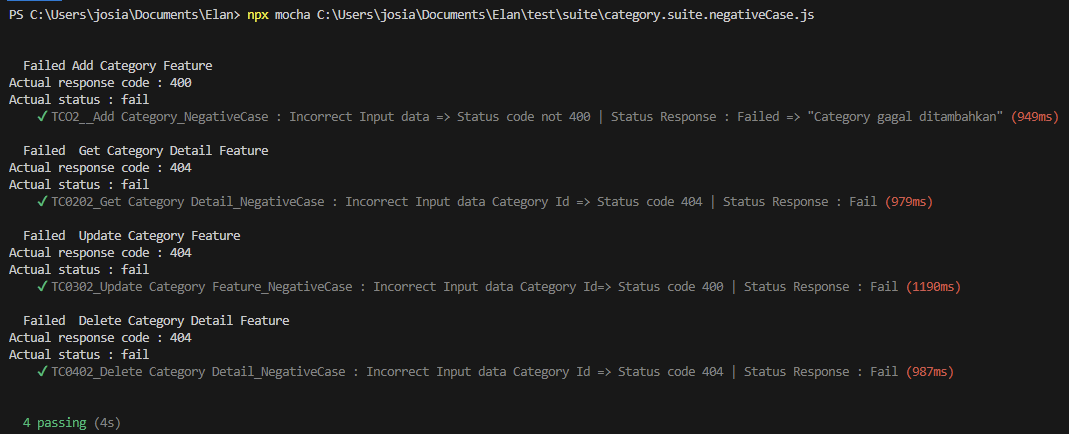 PS C:\Users\josia\Documents\Elan> npx mocha C:\Users\josia\Documents\Elan\test\suite\category.suite.negativeCase.js
Failed Add Category Feature
Actual response code : 400
Actual status : fail
✓ TCO2__Add Category_NegativeCase : Incorrect Input data => Status code not 400 | Status Response : Failed => "Category gagal ditambahkan" (949ms)
Failed  Get Category Detail Feature
Actual response code : 404
Actual status : fail
✓ TC0202_Get Category Detail_NegativeCase : Incorrect Input data Category Id => Status code 404 | Status Response : Fail (979ms)
Failed  Update Category Feature
Actual response code : 404
Actual status : fail
✓ TC0302_Update Category Feature_NegativeCase : Incorrect Input data Category Id=> Status code 400 | Status Response : Fail (1190ms)
Failed  Delete Category Detail Feature
Actual response code : 404
Actual status : fail
✓ TC0402_Delete Category Detail_NegativeCase : Incorrect Input data Category Id => Status code 404 | Status Response : Fail (987ms)
4 passing (4s)